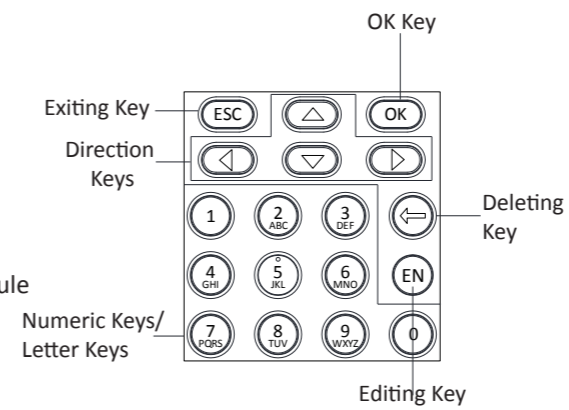 OK Key
Exiting Key
ESC
OK
Direction
Keys
1
2
ABC
3
DEF
Deleting
Key
4
GHI
5
JKL
6
MNO
EN
ule
Numeric Keys/
Letter Keys
7
PQRS
8
TUV
9
WXYZ
0
Editing Key